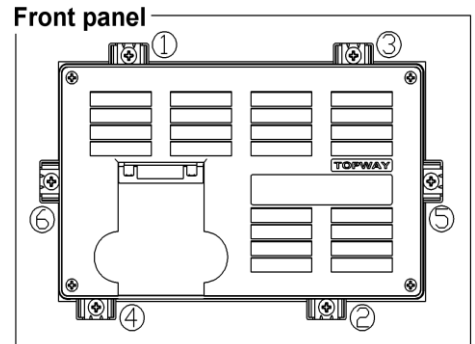 Front panel
① ③
TOPWAY
⑥ ⑤
④ ②